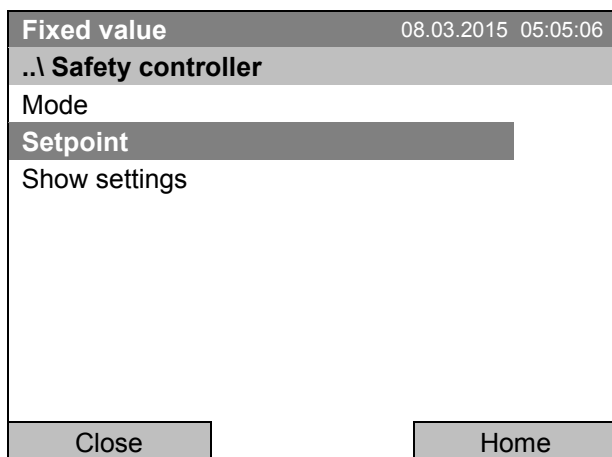 Fixed value 08.03.2015 05:05:06
..\ Safety controller
Mode
Setpoint
Show settings
Close Home